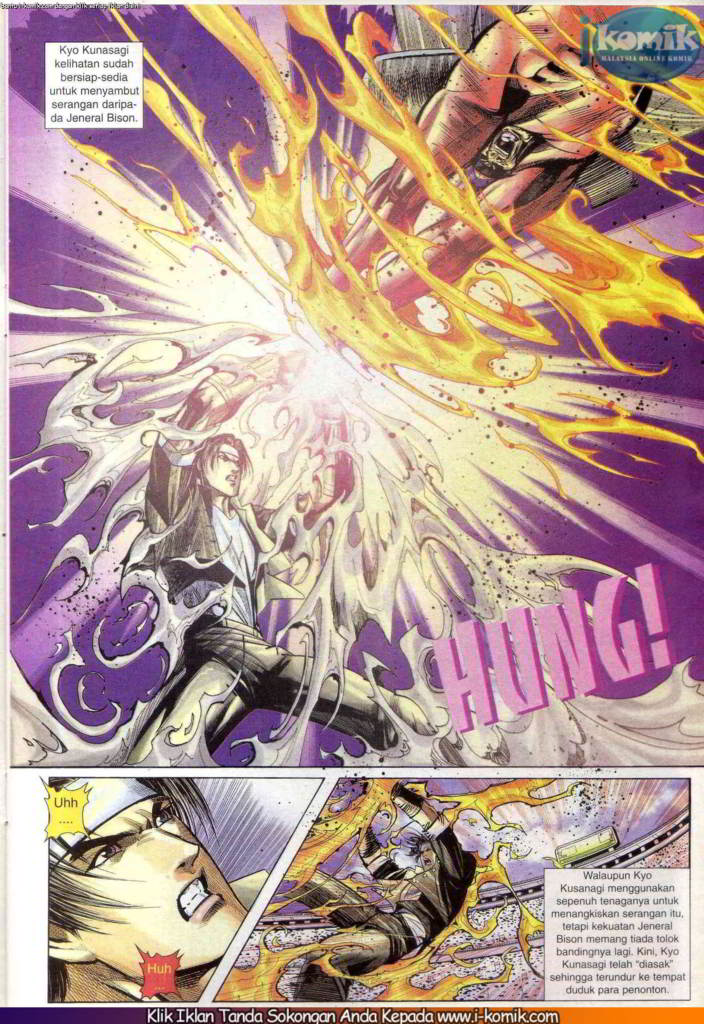 ikomik
MALAYSIA ONLINE KOMIK
Kyo Kunasagi
kelihatan sudah
bersiap-sedia
untuk menyambut
serangan daripa-
da Jeneral Bison.
HUNG!
Uhh
....
Huh
...
Walaupun Kyo
Kusanagi menggunakan
sepenuh tenaganya untuk
menangkiskan serangan itu,
tetapi kekuatan Jeneral
Bison memang tiada tolok
bandingnya lagi. Kini, Kyo
Kunasagi telah "diasak"
sehingga terundur ke tempat
duduk para penonton.
Klik Iklan Tanda Sokongan Anda Kepada www.i-komik.com